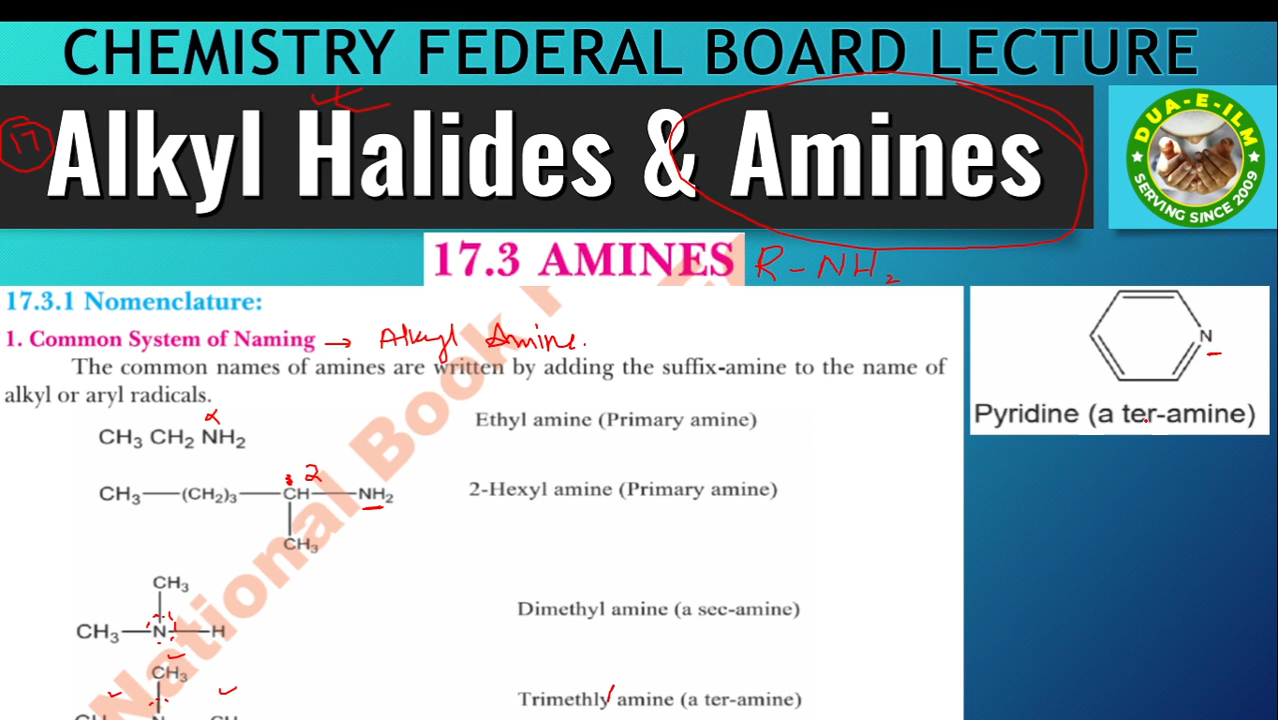 CHEMISTRY FEDERAL BOARD LECTURE
17 Alkyl Halides & Amines
DUA-E-ILM
SERVING SINCE 2009
17.3 AMINES R-NH₂
17.3.1 Nomenclature:
1. Common System of Naming → Alkyl Amine.
The common names of amines are written by adding the suffix-amine to the name of
alkyl or aryl radicals.
α
CH₃ CH₂ NH₂ Ethyl amine (Primary amine)
2
CH₃—(CH₂)₃—CH—NH₂ 2-Hexyl amine (Primary amine)
CH₃
CH₃
CH₃—N—H Dimethyl amine (a sec-amine)
CH₃
Trimethly amine (a ter-amine)
N
Pyridine (a ter-amine)
National Book